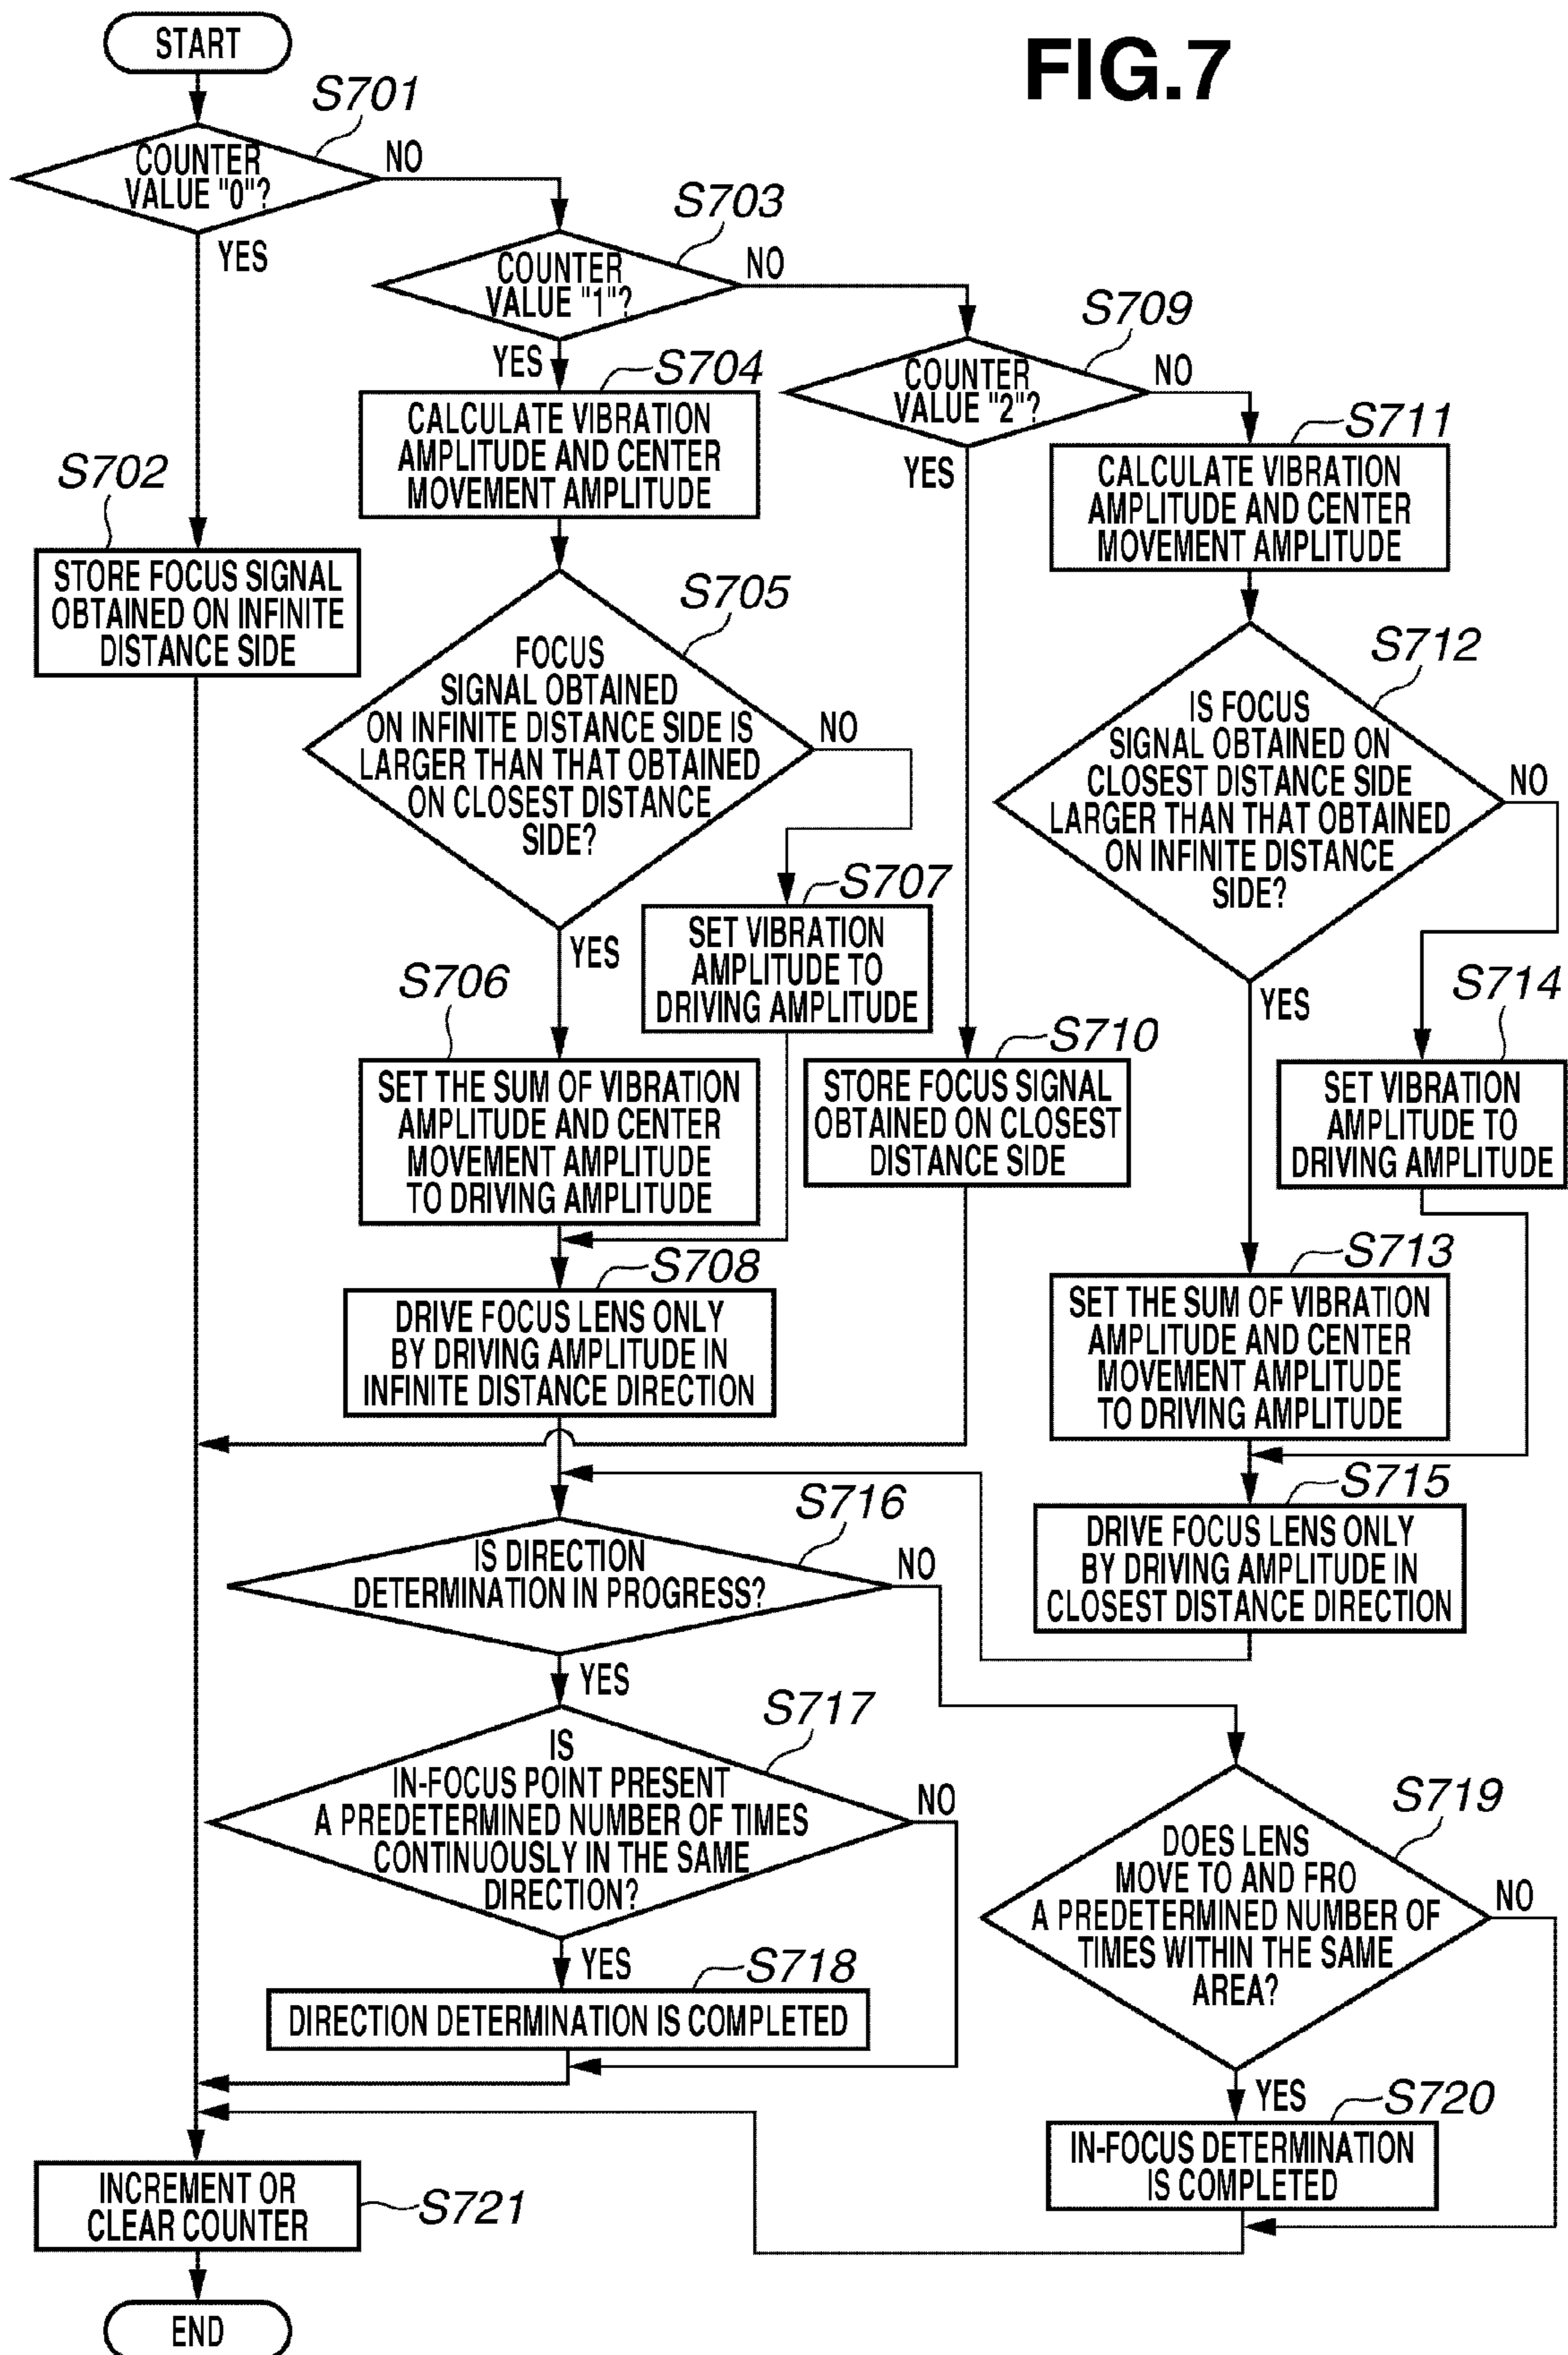 FIG.7
START
S701
COUNTER
VALUE "0"?
NO
YES
S703
COUNTER
VALUE "1"?
NO
YES
S709
COUNTER
VALUE "2"?
NO
YES
S702
STORE FOCUS SIGNAL
OBTAINED ON INFINITE
DISTANCE SIDE
S704
CALCULATE VIBRATION
AMPLITUDE AND CENTER
MOVEMENT AMPLITUDE
S705
FOCUS
SIGNAL OBTAINED
ON INFINITE DISTANCE SIDE IS
LARGER THAN THAT OBTAINED
ON CLOSEST DISTANCE
SIDE?
NO
YES
S707
SET VIBRATION
AMPLITUDE TO
DRIVING AMPLITUDE
S706
SET THE SUM OF VIBRATION
AMPLITUDE AND CENTER
MOVEMENT AMPLITUDE
TO DRIVING AMPLITUDE
S708
DRIVE FOCUS LENS ONLY
BY DRIVING AMPLITUDE IN
INFINITE DISTANCE DIRECTION
S710
STORE FOCUS SIGNAL
OBTAINED ON CLOSEST
DISTANCE SIDE
S711
CALCULATE VIBRATION
AMPLITUDE AND CENTER
MOVEMENT AMPLITUDE
S712
IS FOCUS
SIGNAL OBTAINED ON
CLOSEST DISTANCE SIDE
LARGER THAN THAT OBTAINED
ON INFINITE DISTANCE
SIDE?
NO
YES
S714
SET VIBRATION
AMPLITUDE TO
DRIVING AMPLITUDE
S713
SET THE SUM OF VIBRATION
AMPLITUDE AND CENTER
MOVEMENT AMPLITUDE
TO DRIVING AMPLITUDE
S715
DRIVE FOCUS LENS ONLY
BY DRIVING AMPLITUDE IN
CLOSEST DISTANCE DIRECTION
S716
IS DIRECTION
DETERMINATION IN PROGRESS?
NO
YES
S717
IS
IN-FOCUS POINT PRESENT
A PREDETERMINED NUMBER OF TIMES
CONTINUOUSLY IN THE SAME
DIRECTION?
NO
YES
S718
DIRECTION DETERMINATION IS COMPLETED
S719
DOES LENS
MOVE TO AND FRO
A PREDETERMINED NUMBER OF
TIMES WITHIN THE SAME
AREA?
NO
YES
S720
IN-FOCUS DETERMINATION
IS COMPLETED
INCREMENT OR
CLEAR COUNTER
S721
END